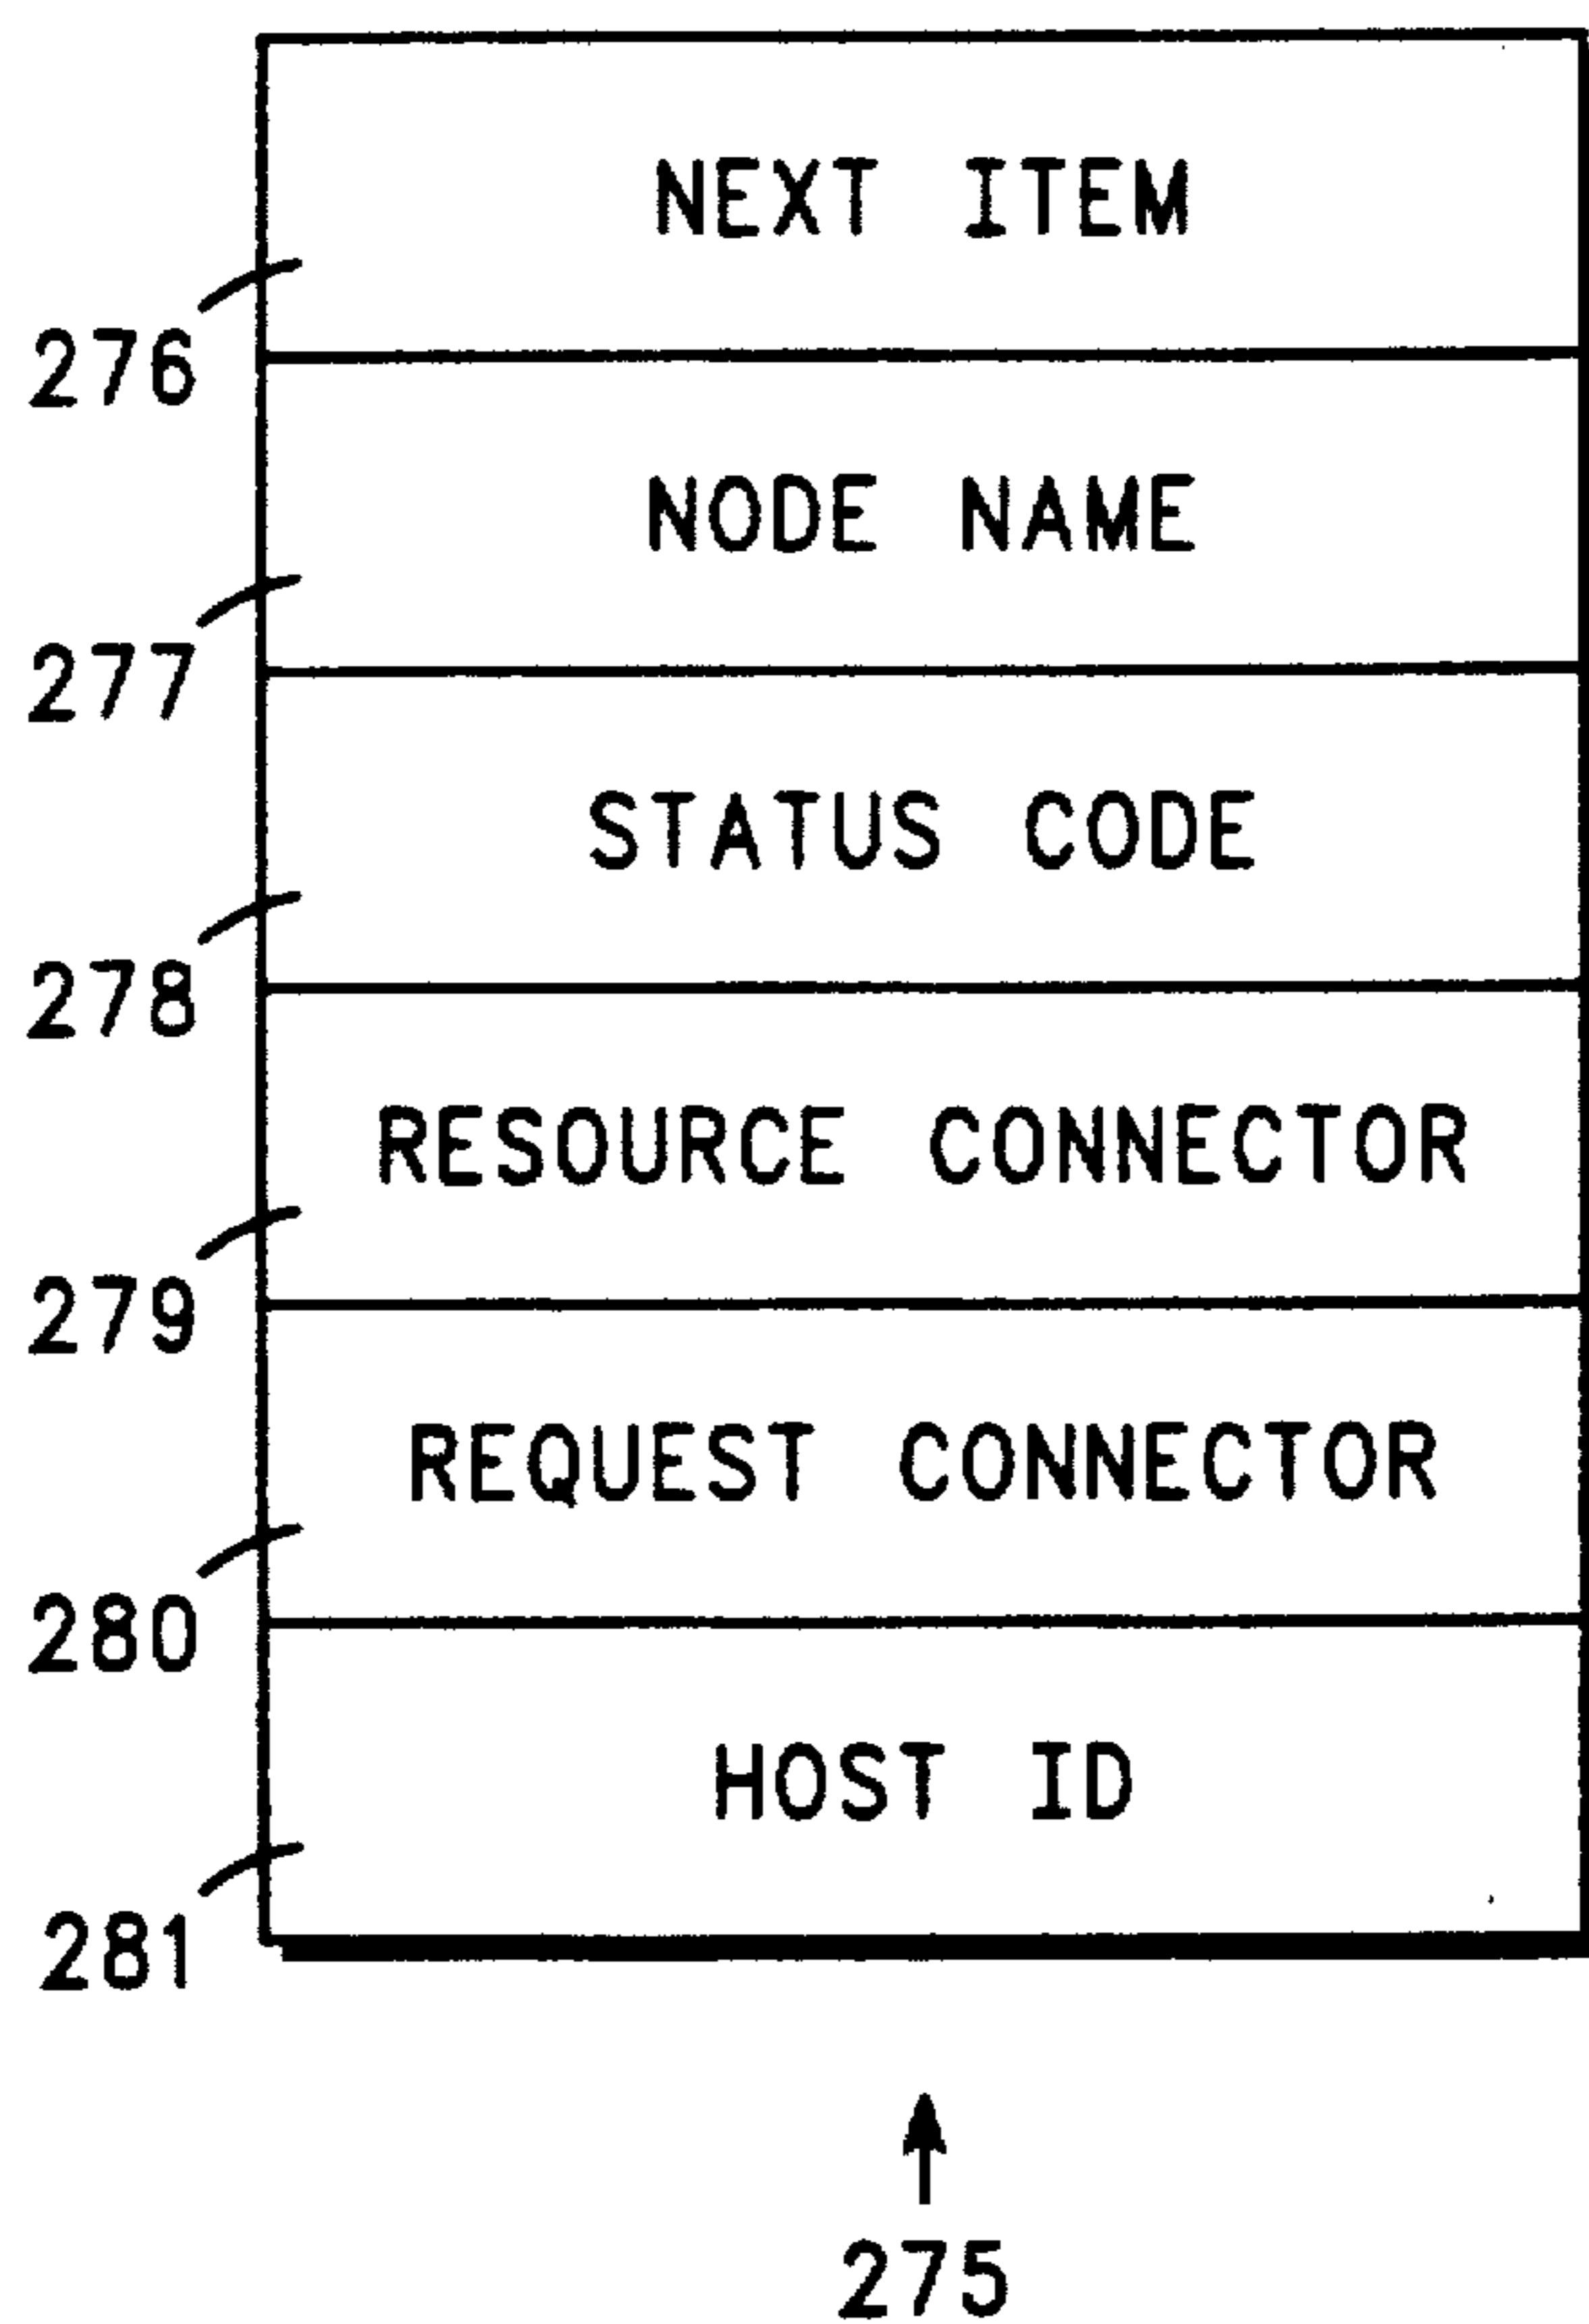 NEXT ITEM
276
NODE NAME
277
STATUS CODE
278
RESOURCE CONNECTOR
279
REQUEST CONNECTOR
280
HOST ID
281
275